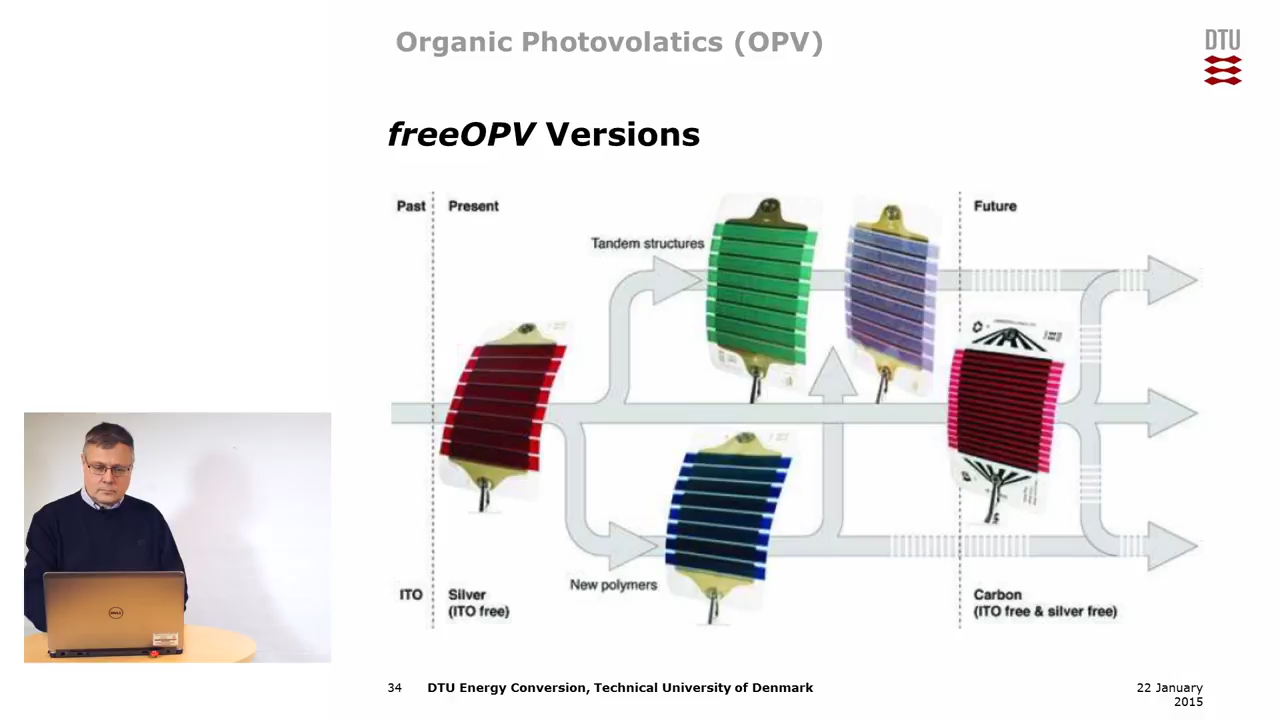 Organic Photovolatics (OPV)
DTU
freeOPV Versions
Past
Present
Future
Tandem structures
New polymers
ITO
Silver
(ITO free)
Carbon
(ITO free & silver free)
DELL
34
DTU Energy Conversion, Technical University of Denmark
22 January
2015